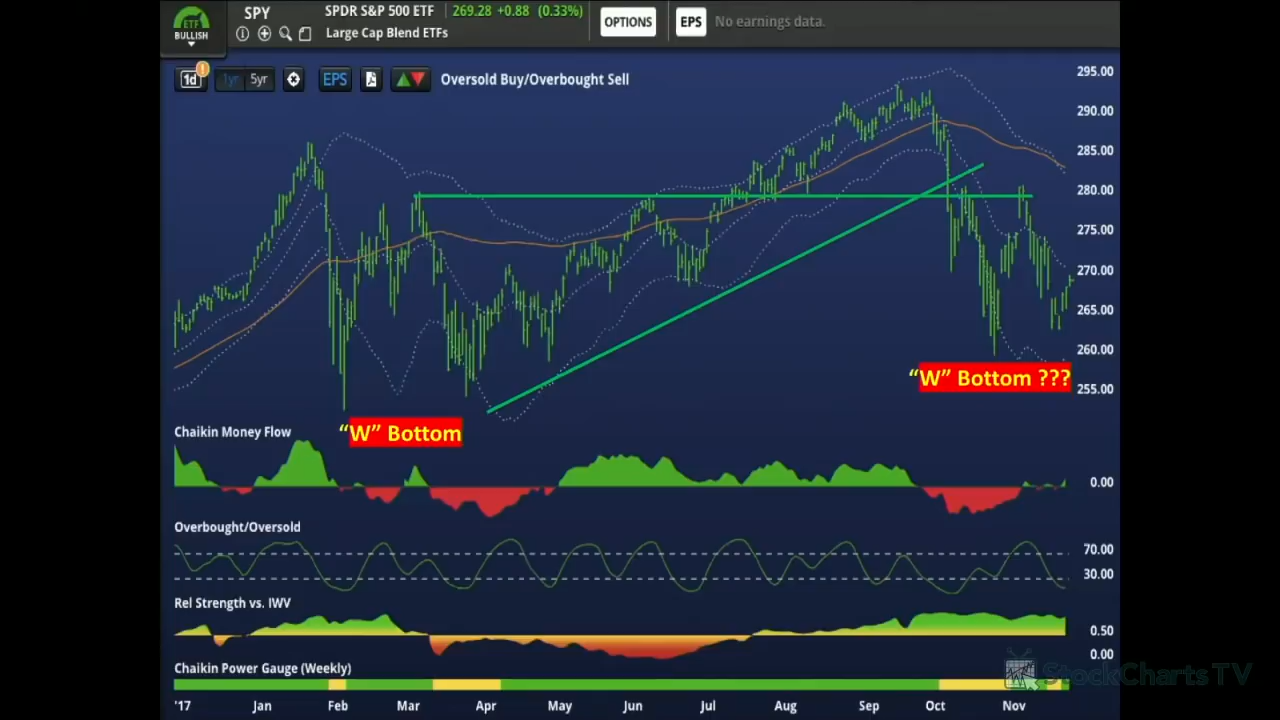 ETF
BULLISH
SPY
SPDR S&P 500 ETF
269.28 +0.88 (0.33%)
Large Cap Blend ETFs
OPTIONS
EPS
No earnings data.
1d
!
1yr
5yr
EPS
Oversold Buy/Overbought Sell
295.00
290.00
285.00
280.00
275.00
270.00
265.00
260.00
255.00
“W” Bottom ???
“W” Bottom
Chaikin Money Flow
0.00
Overbought/Oversold
70.00
30.00
Rel Strength vs. IWV
0.50
0.00
Chaikin Power Gauge (Weekly)
StockCharts TV
'17 Jan Feb Mar Apr May Jun Jul Aug Sep Oct Nov